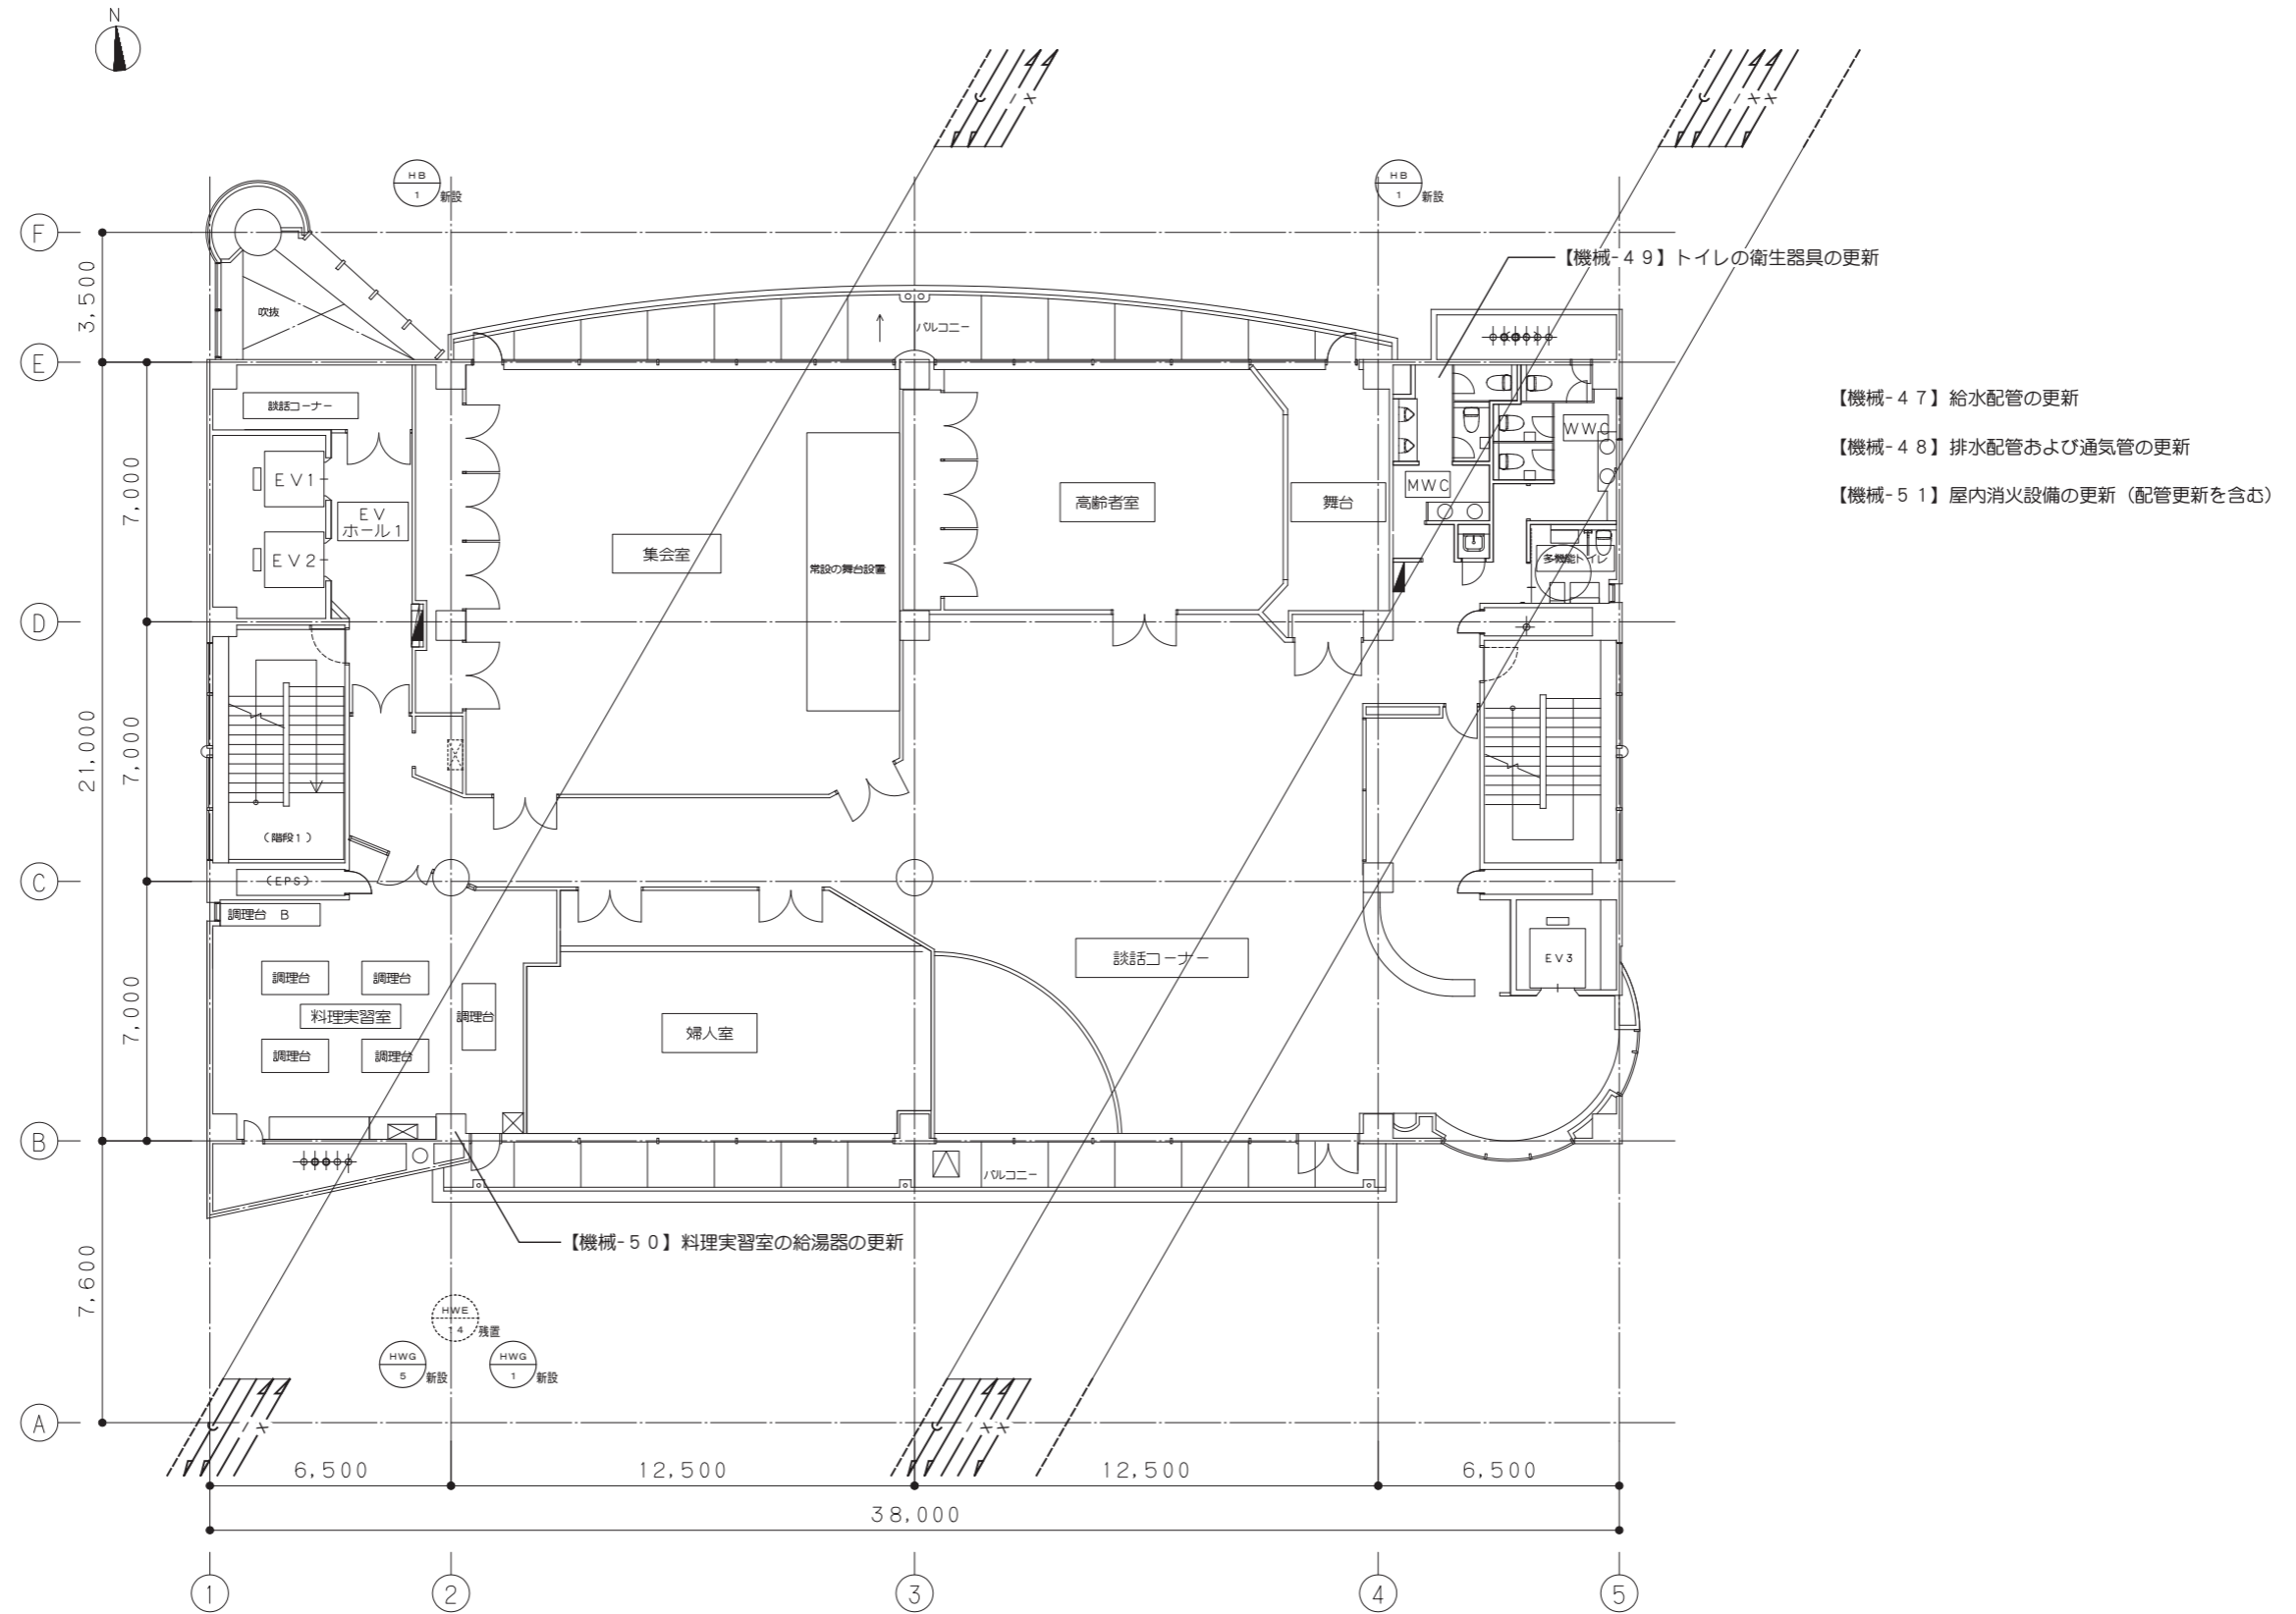 N
HB
1
新設
HB
1
新設
F
【機械-49】トイレの衛生器具の更新
3,500
吹抜
バルコニー
E
【機械-47】給水配管の更新
談話コーナー
WWC
【機械-48】排水配管および通気管の更新
EV1
MWC
7,000
【機械-51】屋内消火設備の更新（配管更新を含む）
高齢者室
舞台
EV
ホール1
集会室
EV2
常設の舞台設置
多機能トイレ
D
21,000
7,000
（階段1）
C
（EPS）
調理台 B
談話コーナー
EV3
調理台
調理台
7,000
料理実習室
調理台
婦人室
調理台
調理台
B
バルコニー
【機械-50】料理実習室の給湯器の更新
7,600
HWE
14
残置
HWG
5
新設
HWG
1
新設
A
6,500
12,500
12,500
6,500
38,000
1
2
3
4
5